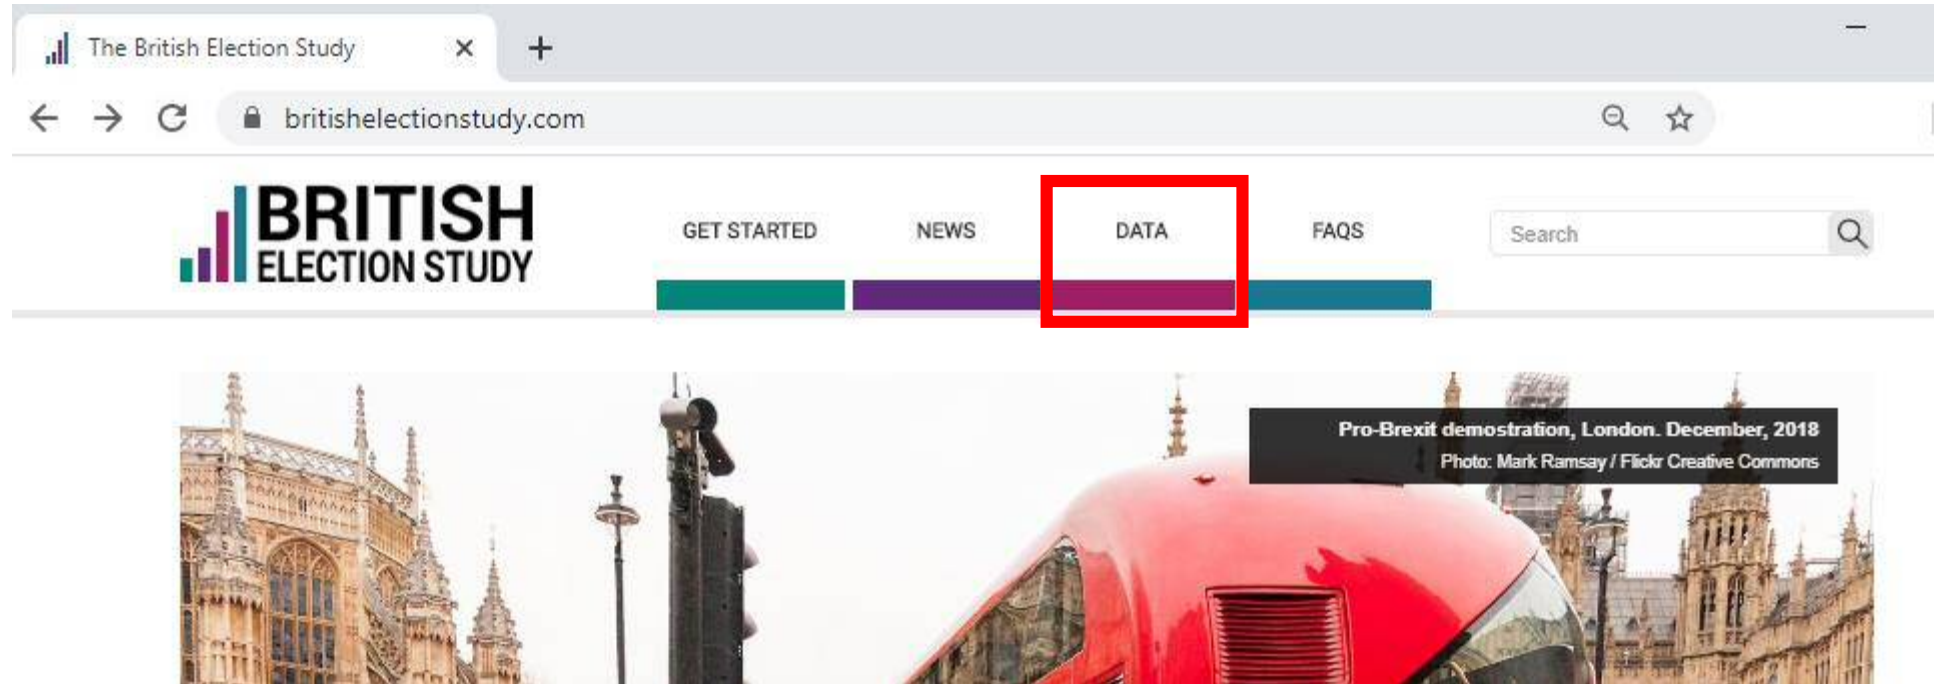 The British Election Study
britishelectionstudy.com
BRITISH
ELECTION STUDY
GET STARTED
NEWS
DATA
FAQS
Search
Pro-Brexit demostration, London. December, 2018
Photo: Mark Ramsay / Flickr Creative Commons